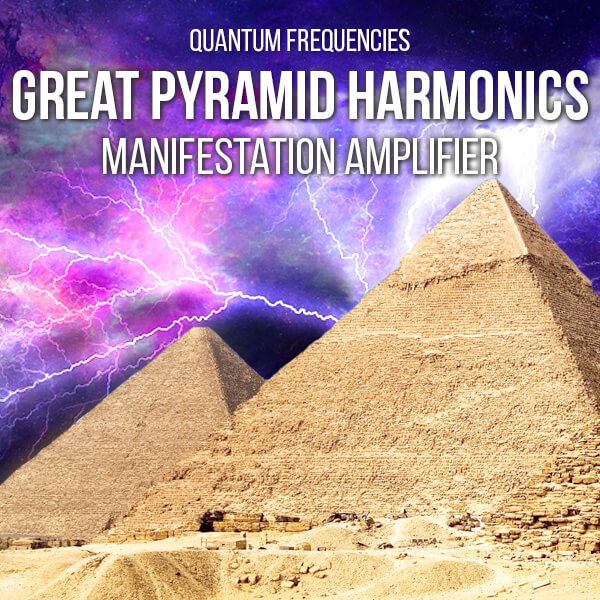 QUANTUM FREQUENCIES
GREAT PYRAMID HARMONICS
MANIFESTATION AMPLIFIER